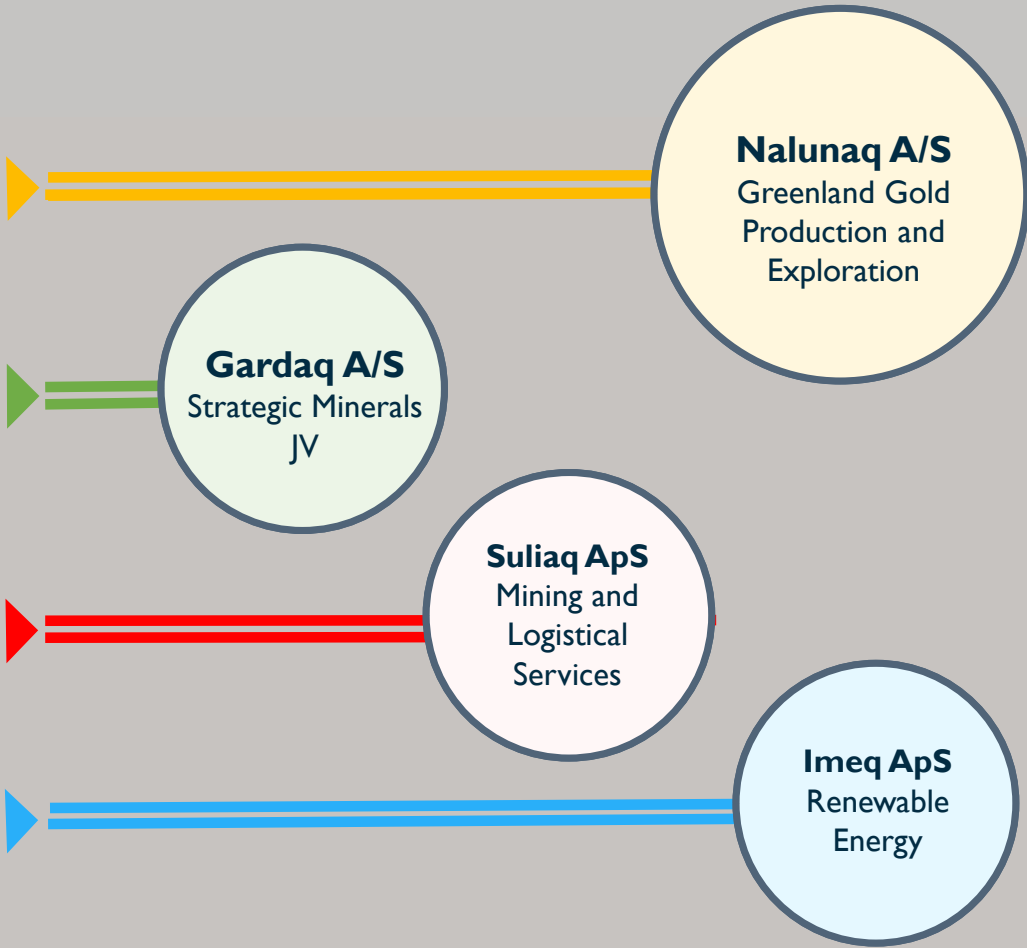 Nalunaq A/S
Greenland Gold
Production and
Exploration
Gardaq A/S
Strategic Minerals
JV
Suliaq ApS
Mining and
Logistical
Services
Imeq ApS
Renewable
Energy